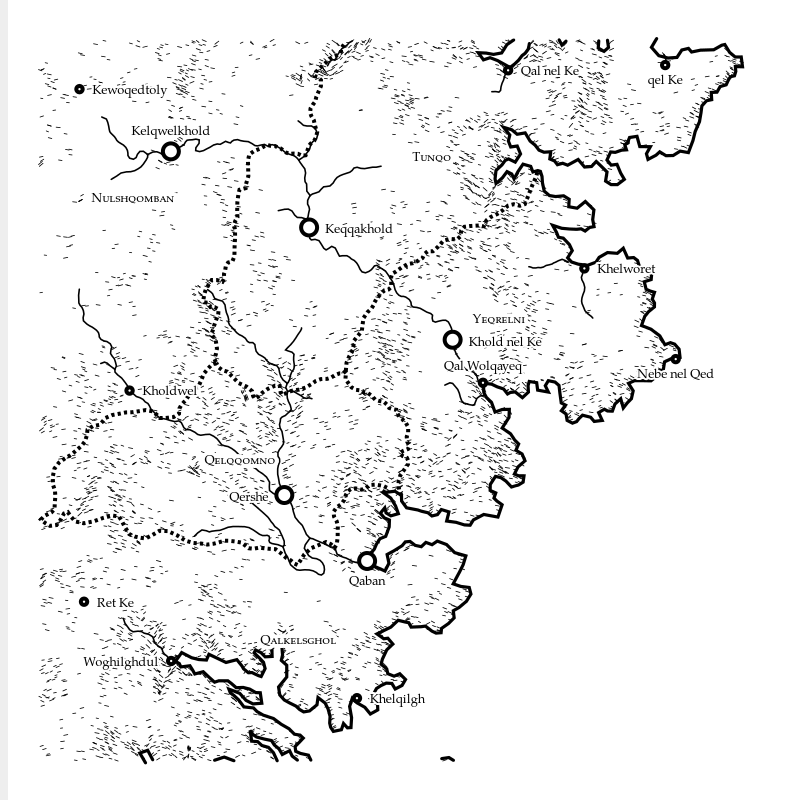 Qal nel Ke
qel Ke
Kewoqedtoly
Kelqwelkhold
Tunqo
Nulshqomban
Keqqakhold
Khelworet
Yeqrelni
Khold nel Ke
Qal Wolqayeq
Nebe nel Qed
Kholdwel
Qelqoomno
Qershe
Qaban
Ret Ke
Qalkelsghol
Woghilghdul
Khelqilgh